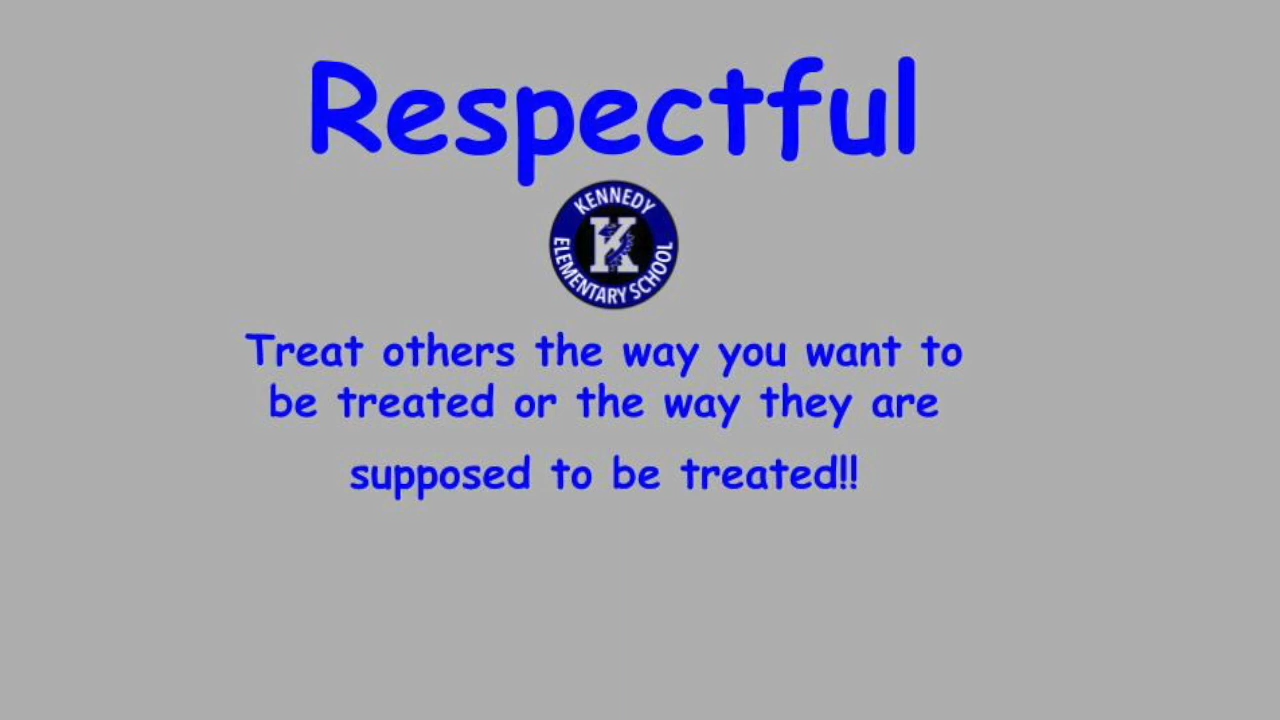 Respectful
KENNEDY
K
ELEMENTARY SCHOOL
Treat others the way you want to
be treated or the way they are
supposed to be treated!!